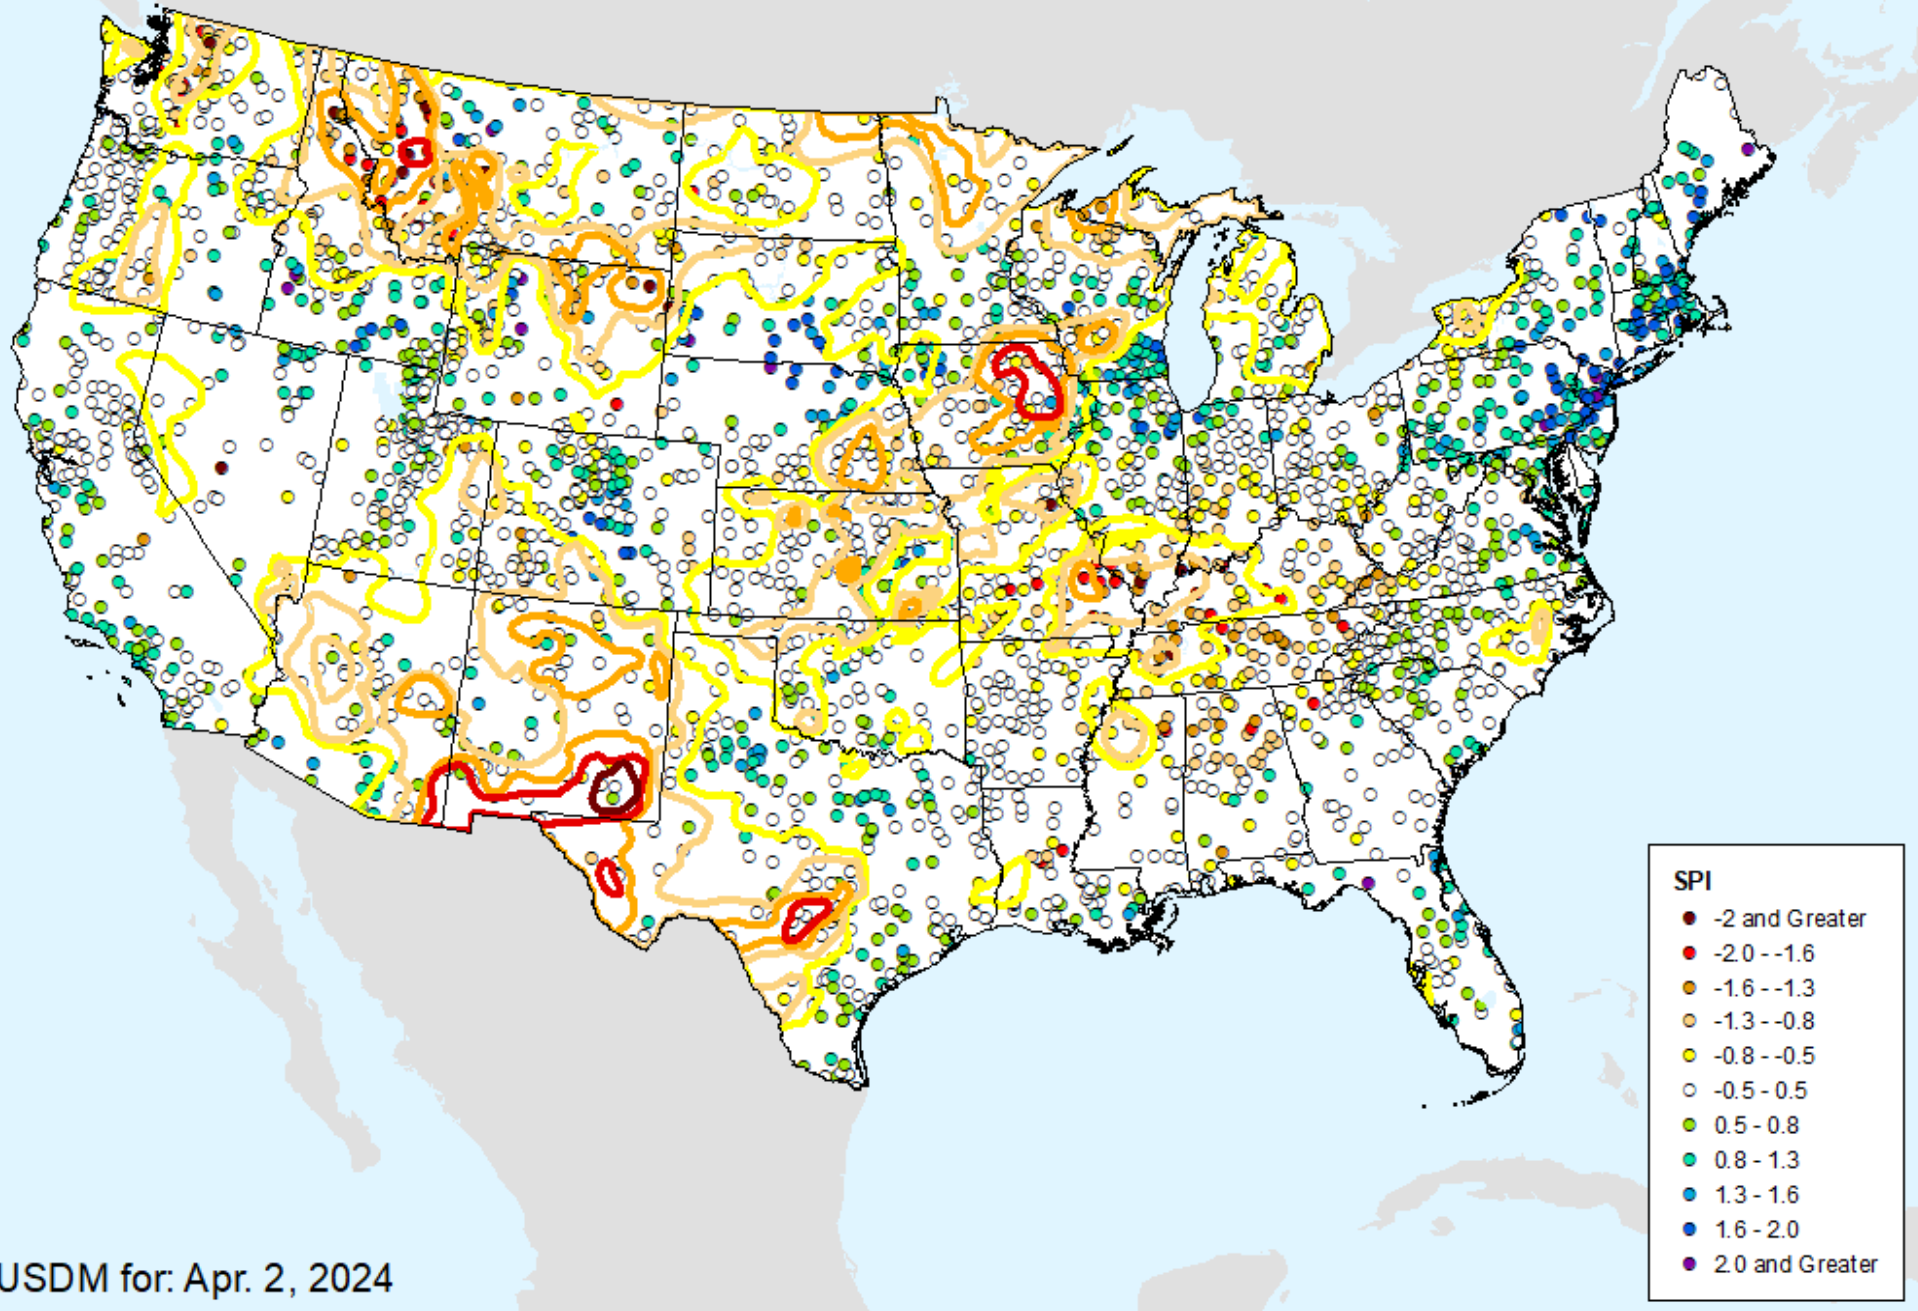 SPI
-2 and Greater
-2.0 - -1.6
-1.6 - -1.3
-1.3 - -0.8
-0.8 - -0.5
-0.5 - 0.5
0.5 - 0.8
0.8 - 1.3
1.3 - 1.6
1.6 - 2.0
2.0 and Greater
USDM for: Apr. 2, 2024